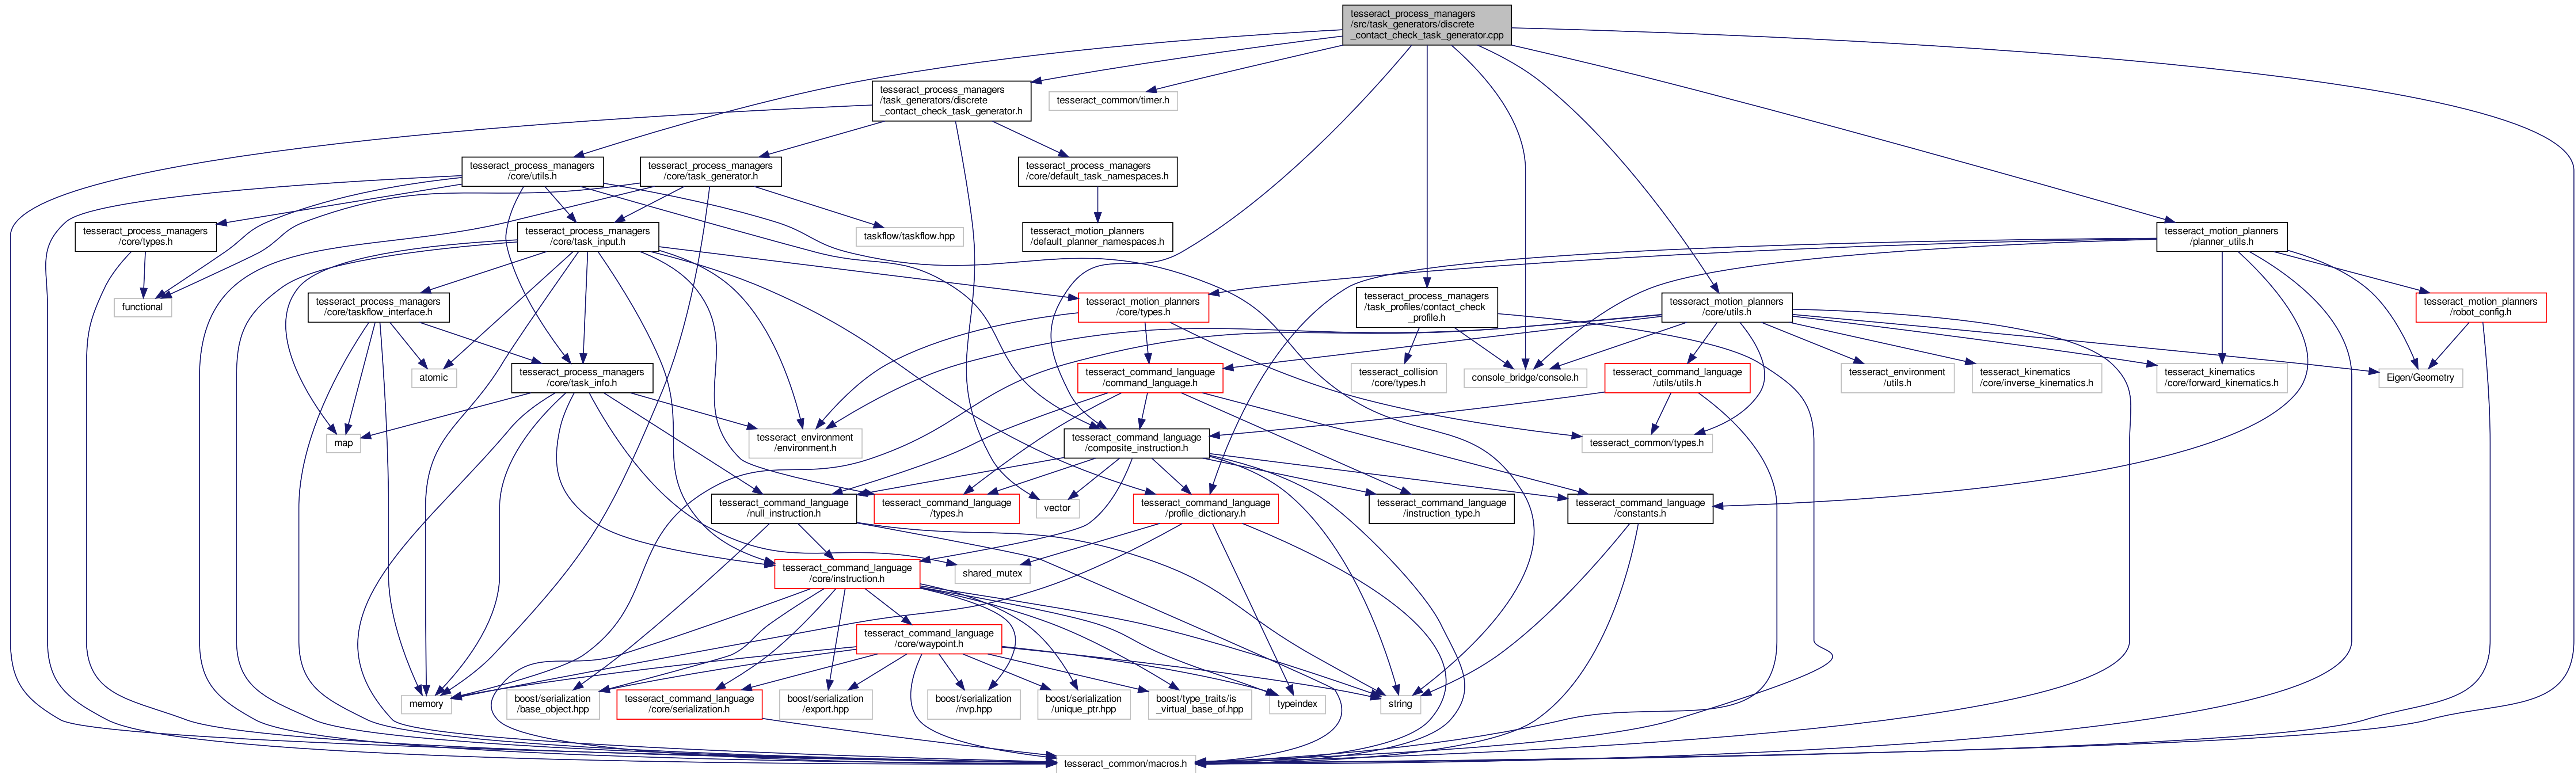 tesseract_process_managers
/src/task_generators/discrete
_contact_check_task_generator.cpp
tesseract_process_managers
/task_generators/discrete
_contact_check_task_generator.h
tesseract_common/timer.h
tesseract_process_managers
/core/utils.h
tesseract_process_managers
/core/task_generator.h
tesseract_process_managers
/core/default_task_namespaces.h
tesseract_process_managers
/core/types.h
tesseract_process_managers
/core/task_input.h
taskflow/taskflow.hpp
tesseract_motion_planners
/default_planner_namespaces.h
tesseract_motion_planners
/planner_utils.h
functional
tesseract_process_managers
/core/taskflow_interface.h
tesseract_motion_planners
/core/types.h
tesseract_process_managers
/task_profiles/contact_check
_profile.h
tesseract_motion_planners
/core/utils.h
tesseract_motion_planners
/robot_config.h
atomic
tesseract_process_managers
/core/task_info.h
tesseract_command_language
/command_language.h
tesseract_collision
/core/types.h
console_bridge/console.h
tesseract_command_language
/utils/utils.h
tesseract_environment
/utils.h
tesseract_kinematics
/core/inverse_kinematics.h
tesseract_kinematics
/core/forward_kinematics.h
Eigen/Geometry
map
tesseract_environment
/environment.h
tesseract_command_language
/composite_instruction.h
tesseract_common/types.h
tesseract_command_language
/null_instruction.h
tesseract_command_language
/types.h
vector
tesseract_command_language
/profile_dictionary.h
tesseract_command_language
/instruction_type.h
tesseract_command_language
/constants.h
tesseract_command_language
/core/instruction.h
shared_mutex
tesseract_command_language
/core/waypoint.h
memory
boost/serialization
/base_object.hpp
tesseract_command_language
/core/serialization.h
boost/serialization
/export.hpp
boost/serialization
/nvp.hpp
boost/serialization
/unique_ptr.hpp
boost/type_traits/is
_virtual_base_of.hpp
typeindex
string
tesseract_common/macros.h